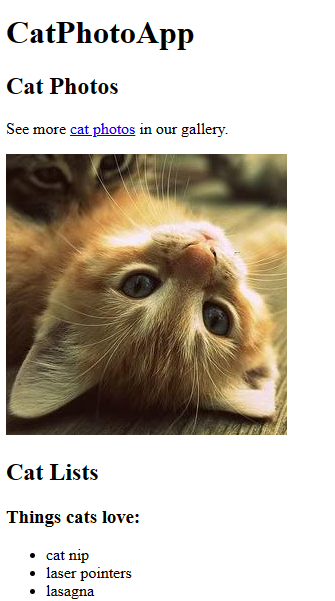 CatPhotoApp
Cat Photos
See more cat photos in our gallery.
Cat Lists
Things cats love:
cat nip
laser pointers
lasagna